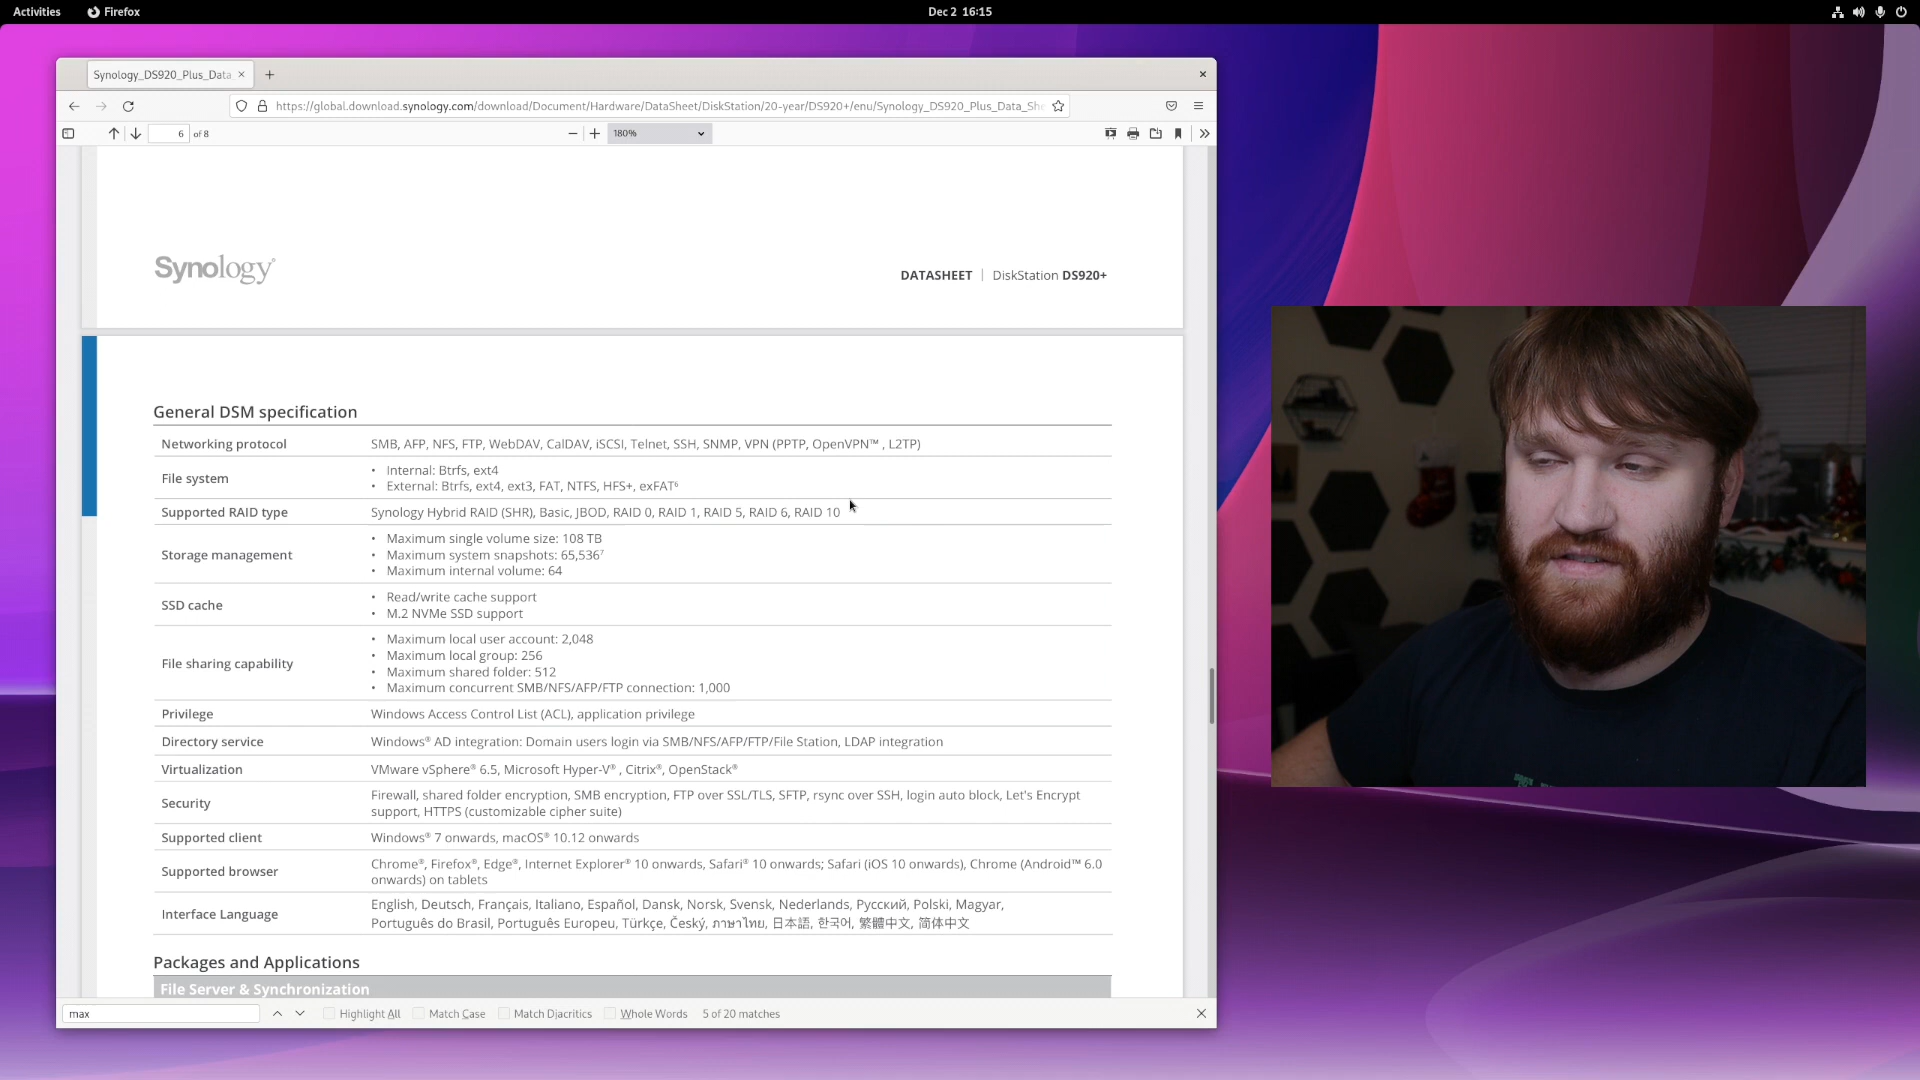 Activities
Firefox
Dec 2 16:15
Synology_DS920_Plus_Data
https://global.download.synology.com/download/Document/Hardware/DataSheet/DiskStation/20-year/DS920+/enu/Synology_DS920_Plus_Data_She
6 of 8
180%
Synology
DATASHEET | DiskStation DS920+
General DSM specification
Networking protocol SMB, AFP, NFS, FTP, WebDAV, CalDAV, iSCSI, Telnet, SSH, SNMP, VPN (PPTP, OpenVPN™ , L2TP)
File system
• Internal: Btrfs, ext4
• External: Btrfs, ext4, ext3, FAT, NTFS, HFS+, exFAT⁶
Supported RAID type Synology Hybrid RAID (SHR), Basic, JBOD, RAID 0, RAID 1, RAID 5, RAID 6, RAID 10
Storage management
• Maximum single volume size: 108 TB
• Maximum system snapshots: 65,536⁷
• Maximum internal volume: 64
SSD cache
• Read/write cache support
• M.2 NVMe SSD support
File sharing capability
• Maximum local user account: 2,048
• Maximum local group: 256
• Maximum shared folder: 512
• Maximum concurrent SMB/NFS/AFP/FTP connection: 1,000
Privilege Windows Access Control List (ACL), application privilege
Directory service Windows® AD integration: Domain users login via SMB/NFS/AFP/FTP/File Station, LDAP integration
Virtualization VMware vSphere® 6.5, Microsoft Hyper-V® , Citrix®, OpenStack®
Security
Firewall, shared folder encryption, SMB encryption, FTP over SSL/TLS, SFTP, rsync over SSH, login auto block, Let's Encrypt
support, HTTPS (customizable cipher suite)
Supported client Windows® 7 onwards, macOS® 10.12 onwards
Supported browser
Chrome®, Firefox®, Edge®, Internet Explorer® 10 onwards, Safari® 10 onwards; Safari (iOS 10 onwards), Chrome (Android™ 6.0
onwards) on tablets
Interface Language
English, Deutsch, Français, Italiano, Español, Dansk, Norsk, Svensk, Nederlands, Русский, Polski, Magyar,
Português do Brasil, Português Europeu, Türkçe, Český, ภาษาไทย, 日本語, 한국어, 繁體中文, 简体中文
Packages and Applications
File Server & Synchronization
max
Highlight All
Match Case
Match Diacritics
Whole Words
5 of 20 matches